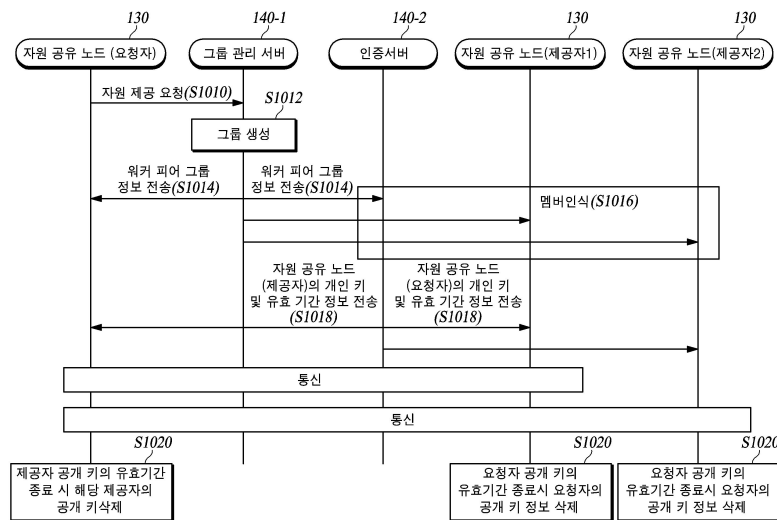 130
140-1
140-2
130
130
자원 공유 노드 (요청자)
그룹 관리 서버
인증서버
자원 공유 노드(제공자1)
자원 공유 노드(제공자2)
자원 제공 요청(S1010)
S1012
그룹 생성
워커 피어 그룹
정보 전송(S1014)
워커 피어 그룹
정보 전송(S1014)
멤버인식(S1016)
자원 공유 노드
(제공자)의 개인 키
및 유효 기간 정보 전송
(S1018)
자원 공유 노드
(요청자)의 개인 키
및 유효 기간 정보 전송
(S1018)
통신
통신
S1020
제공자 공개 키의 유효기간
종료 시 해당 제공자의
공개 키삭제
S1020
요청자 공개 키의
유효기간 종료시 요청자의
공개 키 정보 삭제
S1020
요청자 공개 키의
유효기간 종료시 요청자의
공개 키 정보 삭제